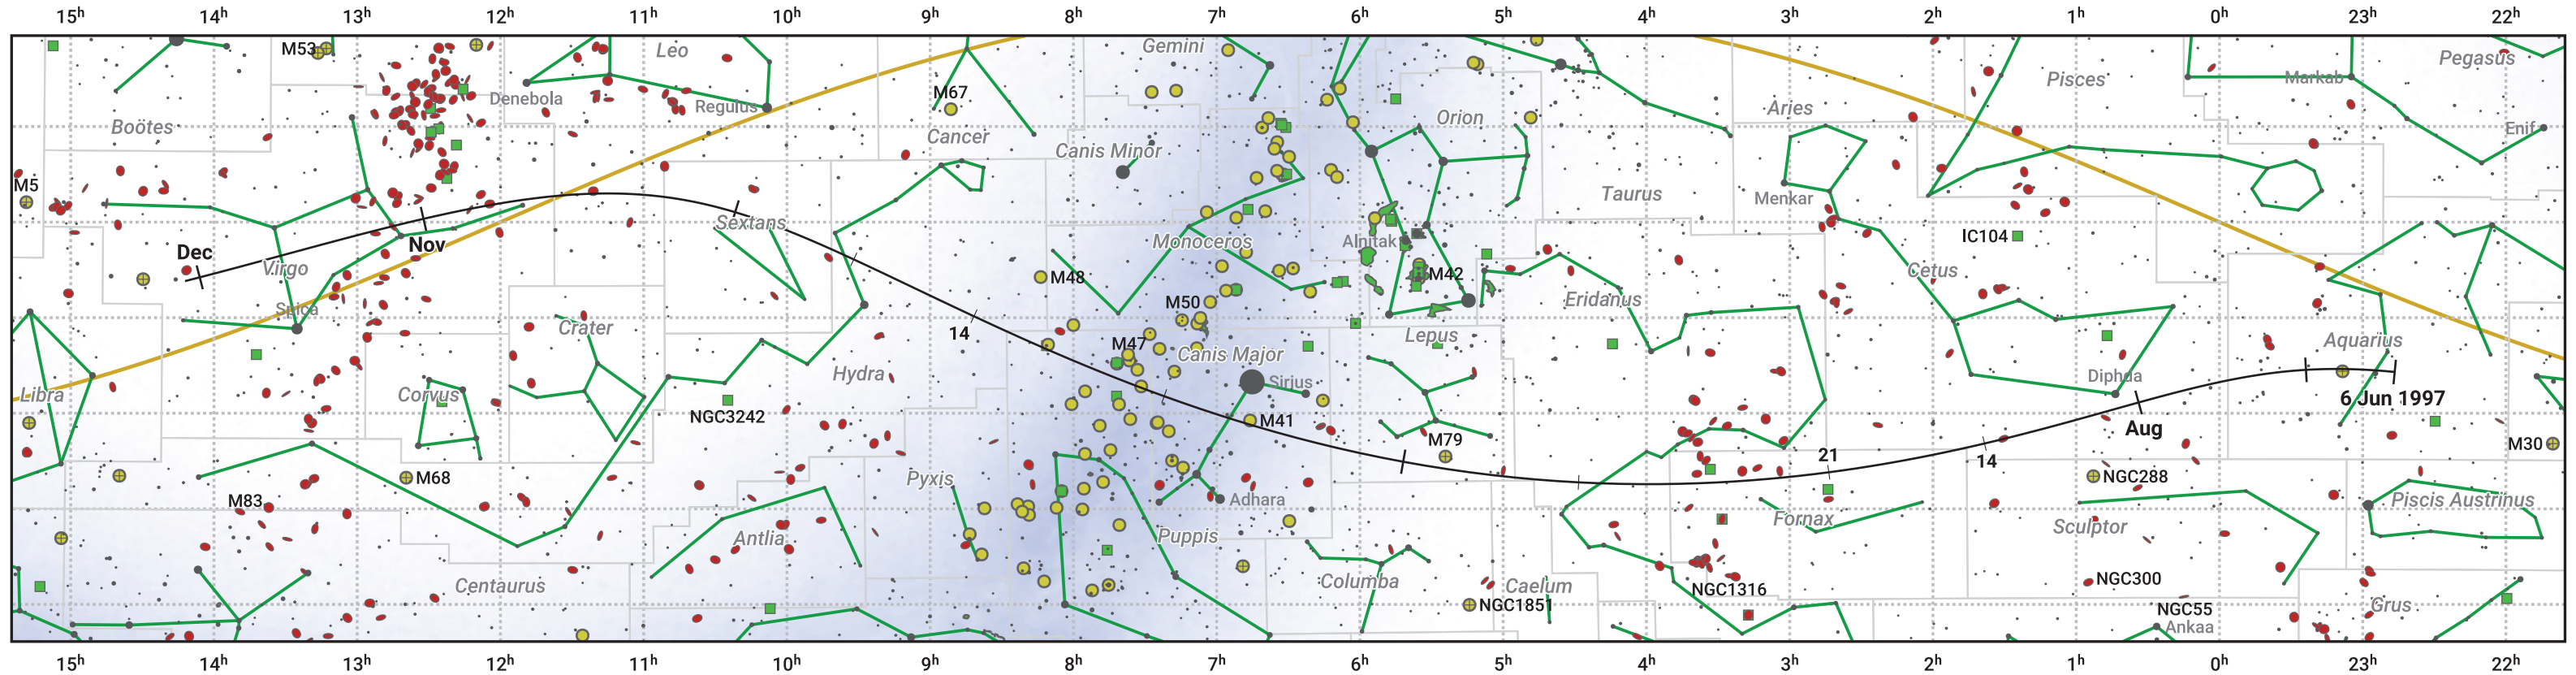 15h 14h 13h 12h 11h 10h 9h 8h 7h 6h 5h 4h 3h 2h 1h 0h 23h 22h
M53 Leo Gemini Pegasus
Denebola Regulus M67 Pisces Markab
Boötes Cancer Canis Minor Orion Aries Enif
M5 Sextans Taurus Menkar
Dec Nov Virgo Monoceros Alnitak IC104
M48 M42 Cetus
Spica M50 Eridanus
Crater 14 M47 Canis Major Lepus Aquarius
Libra Corvus Hydra Sirius Diphda
NGC3242 M41 6 Jun 1997
M79 Aug M30
21 14
M68 Pyxis NGC288
M83 Adhara Piscis Austrinus
Antlia Puppis Fornax Sculptor
Centaurus Columba Caelum NGC1316 NGC300
NGC1851 NGC55 Grus
Ankaa
15h 14h 13h 12h 11h 10h 9h 8h 7h 6h 5h 4h 3h 2h 1h 0h 23h 22h